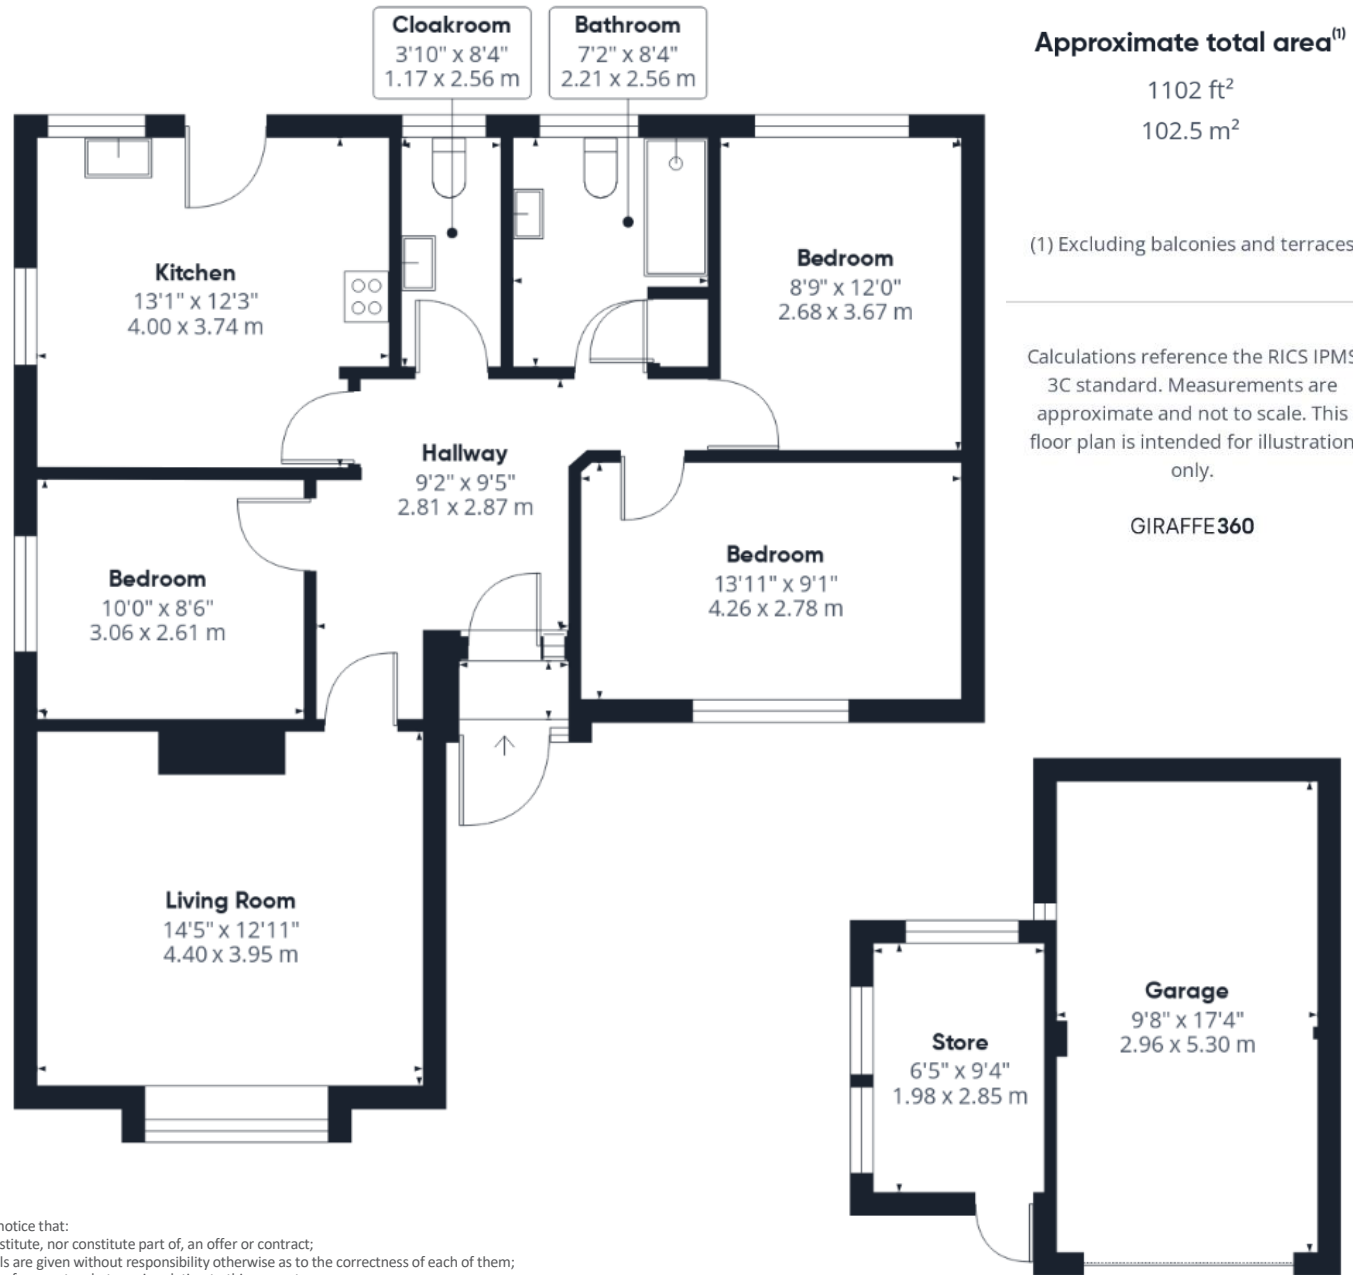 Cloakroom
3'10" x 8'4"
1.17 x 2.56 m
Bathroom
7'2" x 8'4"
2.21 x 2.56 m
Approximate total area(1)
1102 ft²
102.5 m²
(1) Excluding balconies and terraces
Calculations reference the RICS IPMS
3C standard. Measurements are
approximate and not to scale. This
floor plan is intended for illustration
only.
GIRAFFE360
Kitchen
13'1" x 12'3"
4.00 x 3.74 m
Bedroom
8'9" x 12'0"
2.68 x 3.67 m
Hallway
9'2" x 9'5"
2.81 x 2.87 m
Bedroom
10'0" x 8'6"
3.06 x 2.61 m
Bedroom
13'11" x 9'1"
4.26 x 2.78 m
Living Room
14'5" x 12'11"
4.40 x 3.95 m
Store
6'5" x 9'4"
1.98 x 2.85 m
Garage
9'8" x 17'4"
2.96 x 5.30 m
notice that:
stitute, nor constitute part of, an offer or contract;
ls are given without responsibility otherwise as to the correctness of each of them;